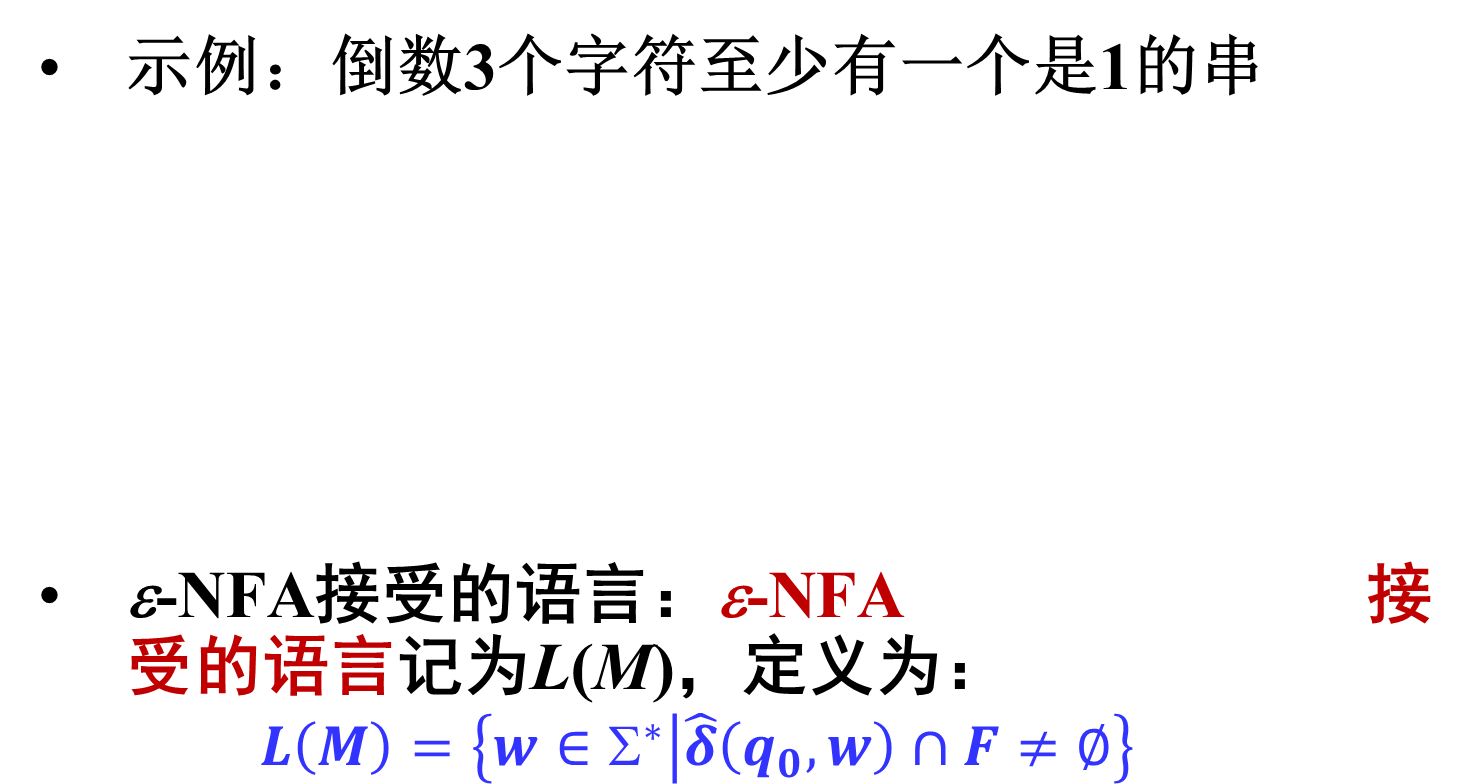 • 示例：倒数3个字符至少有一个是1的串
• ε-NFA接受的语言：ε-NFA 接
受的语言记为L(M)，定义为：
L(M) = {w ∈ Σ*|δ̂(q₀, w) ∩ F ≠ ∅}